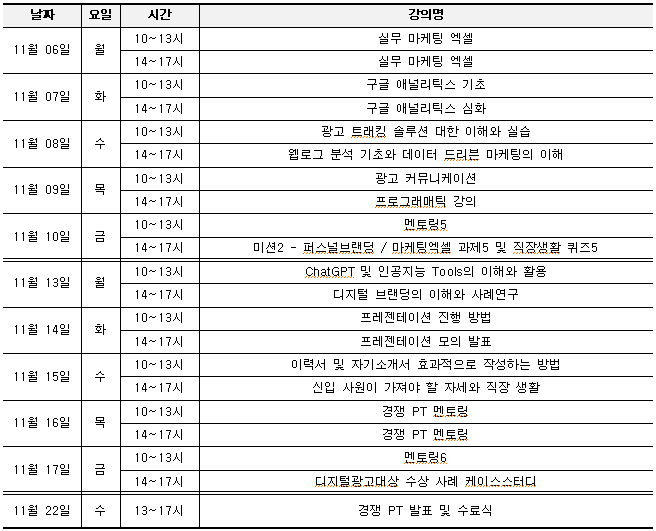 날짜 요일 시간 강의명
11월 06일 월 10~13시 실무 마케팅 엑셀
14~17시 실무 마케팅 엑셀
11월 07일 화 10~13시 구글 애널리틱스 기초
14~17시 구글 애널리틱스 심화
11월 08일 수 10~13시 광고 트래킹 솔루션 대한 이해와 실습
14~17시 웹로그 분석 기초와 데이터 드리븐 마케팅의 이해
11월 09일 목 10~13시 광고 커뮤니케이션
14~17시 프로그래매틱 강의
11월 10일 금 10~13시 멘토링5
14~17시 미션2 - 퍼스널브랜딩 / 마케팅엑셀 과제5 및 직장생활 퀴즈5
11월 13일 월 10~13시 ChatGPT 및 인공지능 Tools의 이해와 활용
14~17시 디지털 브랜딩의 이해와 사례연구
11월 14일 화 10~13시 프레젠테이션 진행 방법
14~17시 프레젠테이션 모의 발표
11월 15일 수 10~13시 이력서 및 자기소개서 효과적으로 작성하는 방법
14~17시 신입 사원이 가져야 할 자세와 직장 생활
11월 16일 목 10~13시 경쟁 PT 멘토링
14~17시 경쟁 PT 멘토링
11월 17일 금 10~13시 멘토링6
14~17시 디지털광고대상 수상 사례 케이스스터디
11월 22일 수 13~17시 경쟁 PT 발표 및 수료식